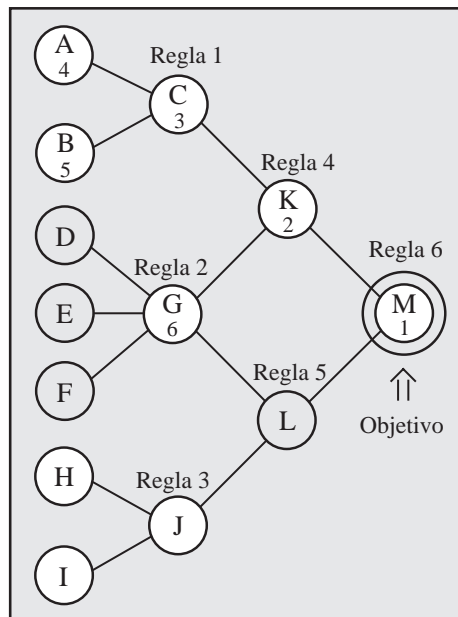 A
4
Regla 1
C
3
B
5
Regla 4
K
2
D
Regla 2
Regla 6
E
G
6
M
1
F
Regla 5
L
Objetivo
H
Regla 3
J
I